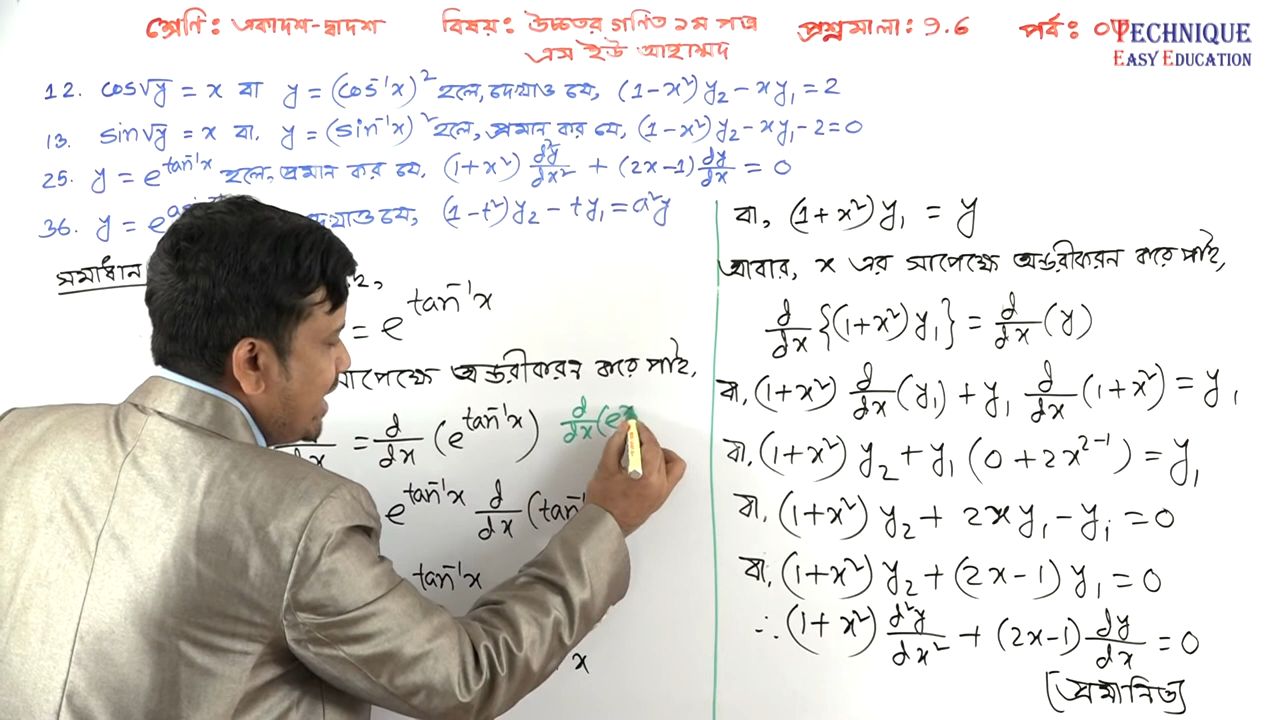 শ্রেণি: একাদশ-দ্বাদশ বিষয়: উচ্চতর গণিত ১ম পত্র প্রশ্নমালা: 9.6 পর্ব:
এস ইউ আহাম্মদ
TECHNIQUE
EASY EDUCATION
12. cos√y = x বা y = (cos⁻¹x)² হলে, দেখাও যে, (1-x²)y₂ - xy₁ = 2
13. sin√y = x বা. y = (sin⁻¹x)² হলে, প্রমান কর যে, (1-x²)y₂ - xy₁ - 2 = 0
25. y = e^(tan⁻¹x) হলে, প্রমান কর যে, (1+x²) d²y/dx² + (2x-1) dy/dx = 0
36. y = e দেখাও যে, (1-t²)y₂ - ty₁ = a²y
সমাধান
= e^(tan⁻¹x)
সাপেক্ষে অন্তরীকরন করে পাই,
= d/dx (e^(tan⁻¹x)) d/dx (e^x
e^(tan⁻¹x) d/dx (tan⁻¹
tan⁻¹x
x
বা, (1+x²)y₁ = y
আবার, x এর সাপেক্ষে অন্তরীকরন করে পাই,
d/dx {(1+x²)y₁} = d/dx (y)
বা, (1+x²) d/dx (y₁) + y₁ d/dx (1+x²) = y₁
বা, (1+x²) y₂ + y₁ (0 + 2x²⁻¹) = y₁
বা, (1+x²) y₂ + 2xy₁ - y₁ = 0
বা, (1+x²) y₂ + (2x-1) y₁ = 0
∴ (1+x²) d²y/dx² + (2x-1) dy/dx = 0
[প্রমানিত]